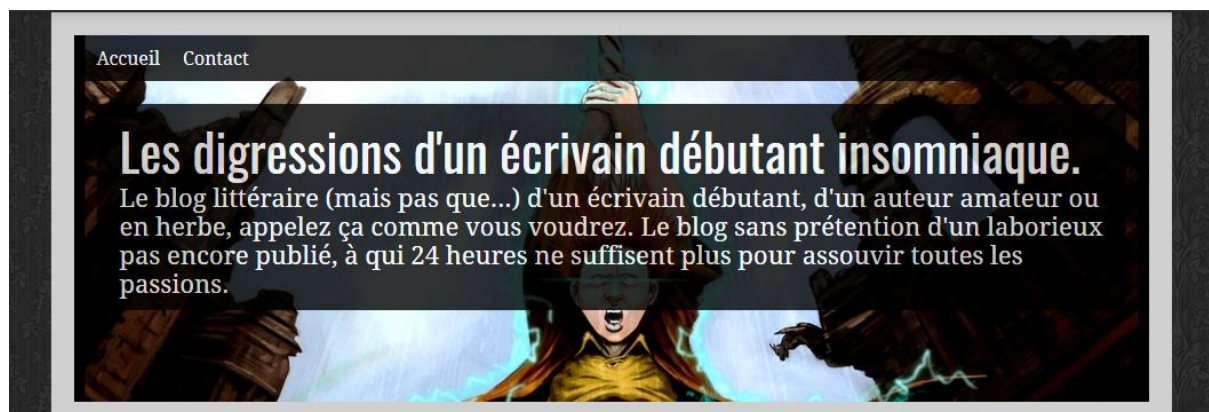 Accueil Contact
Les digressions d'un écrivain débutant insomniaque.
Le blog littéraire (mais pas que...) d'un écrivain débutant, d'un auteur amateur ou
en herbe, appelez ça comme vous voudrez. Le blog sans prétention d'un laborieux
pas encore publié, à qui 24 heures ne suffisent plus pour assouvir toutes les
passions.